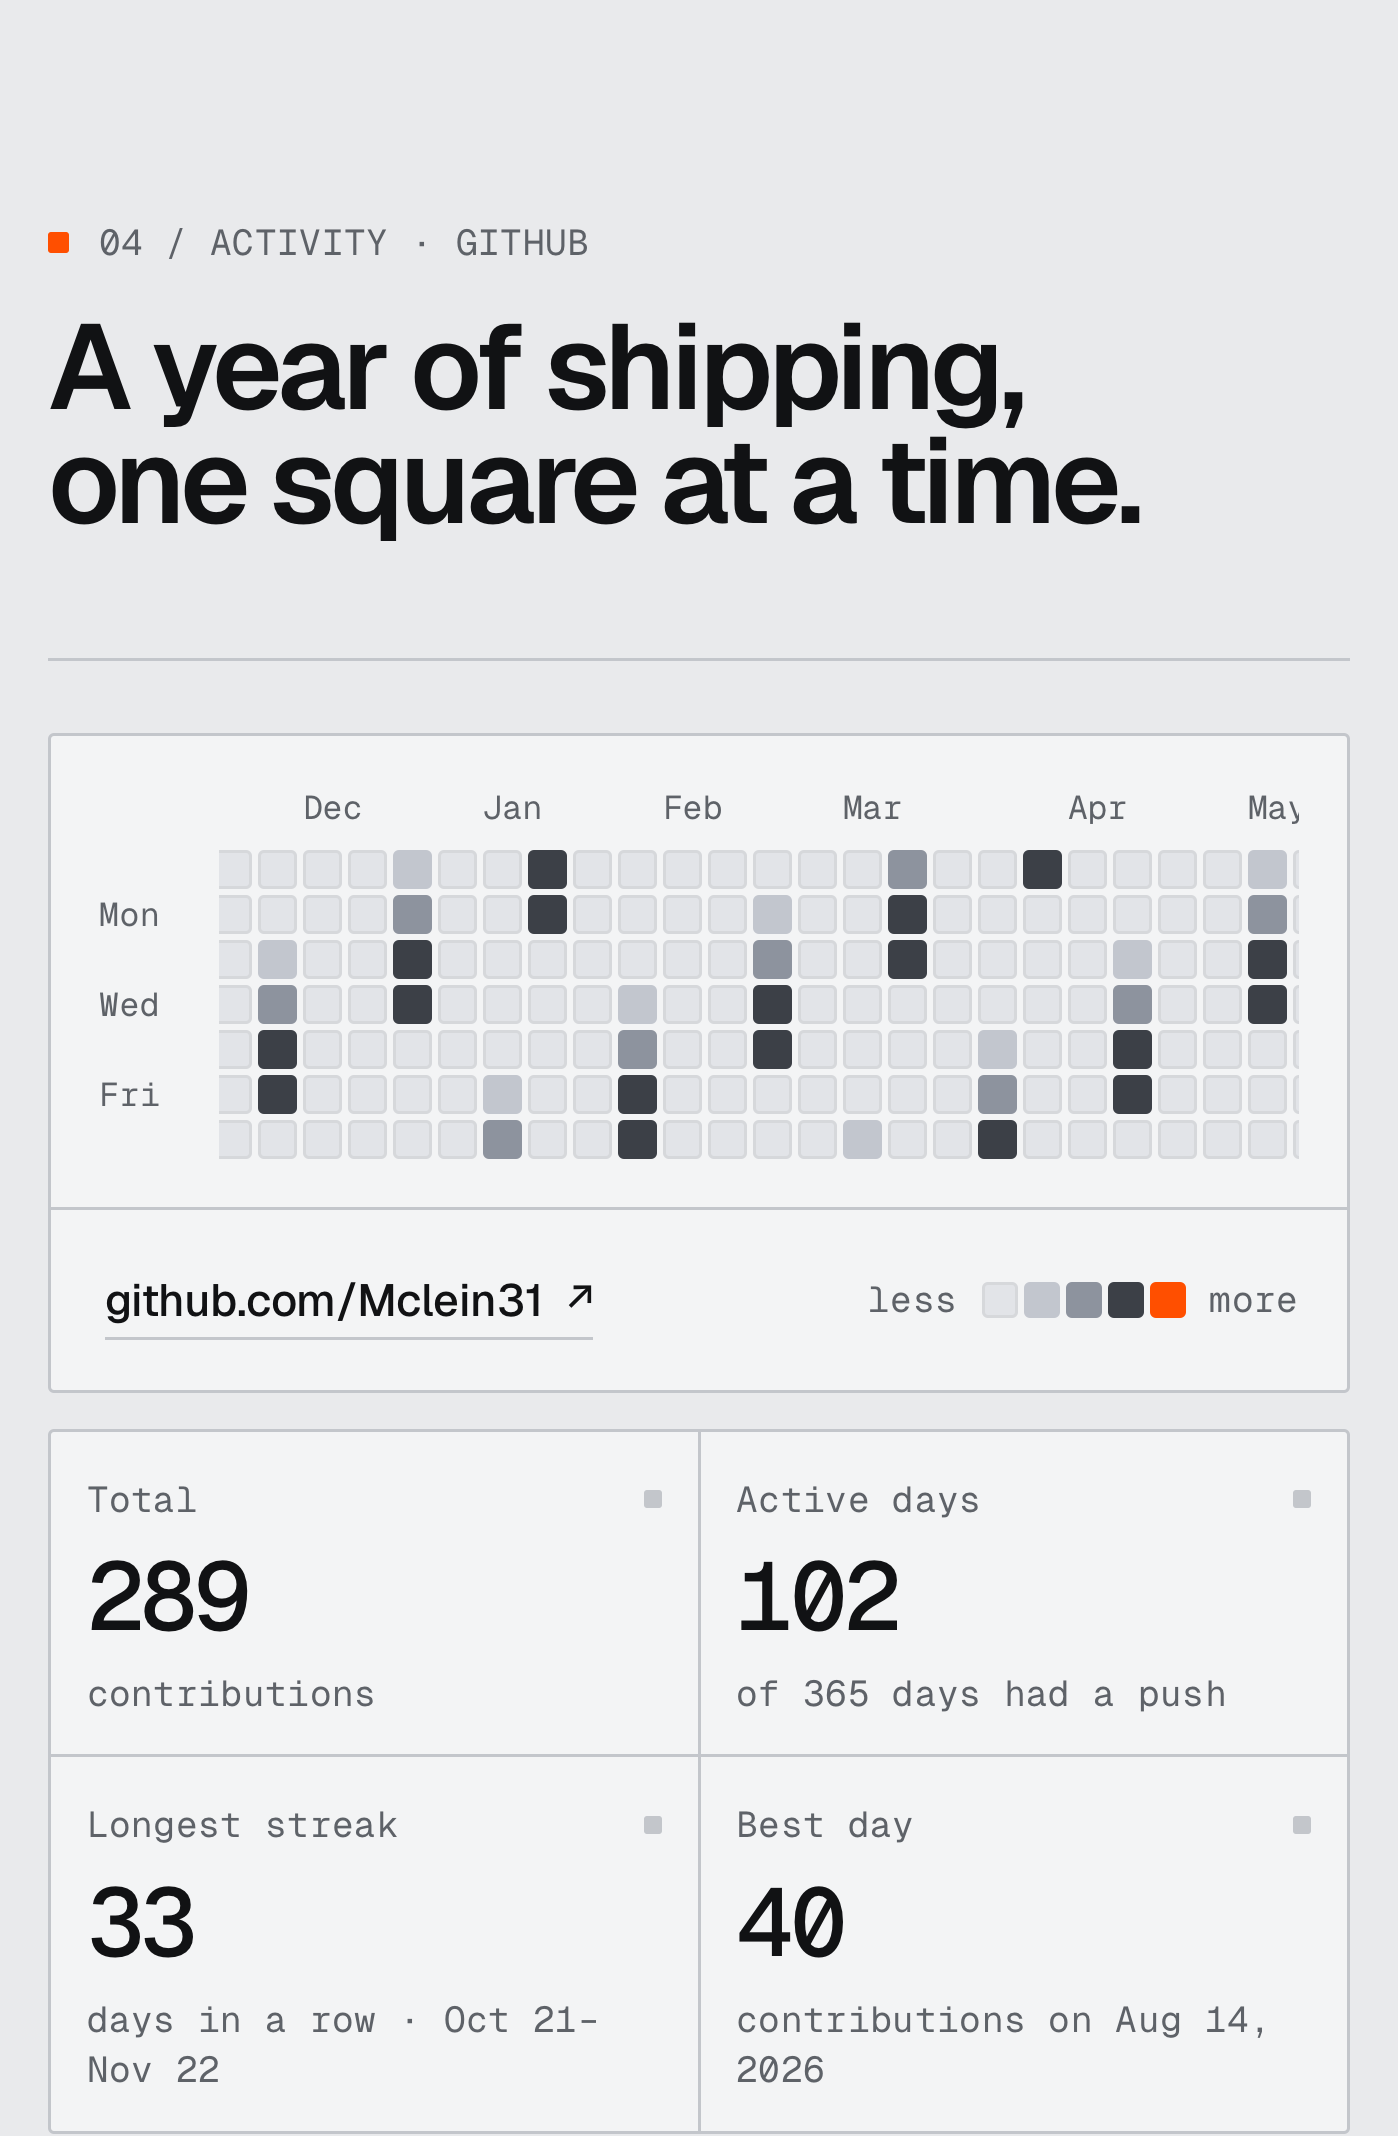 04 / ACTIVITY · GITHUB
A year of shipping,
one square at a time.
Dec Jan Feb Mar Apr May
Mon
Wed
Fri
github.com/Mclein31 ↗
less more
Total
289
contributions
Active days
102
of 365 days had a push
Longest streak
33
days in a row · Oct 21–
Nov 22
Best day
40
contributions on Aug 14,
2026